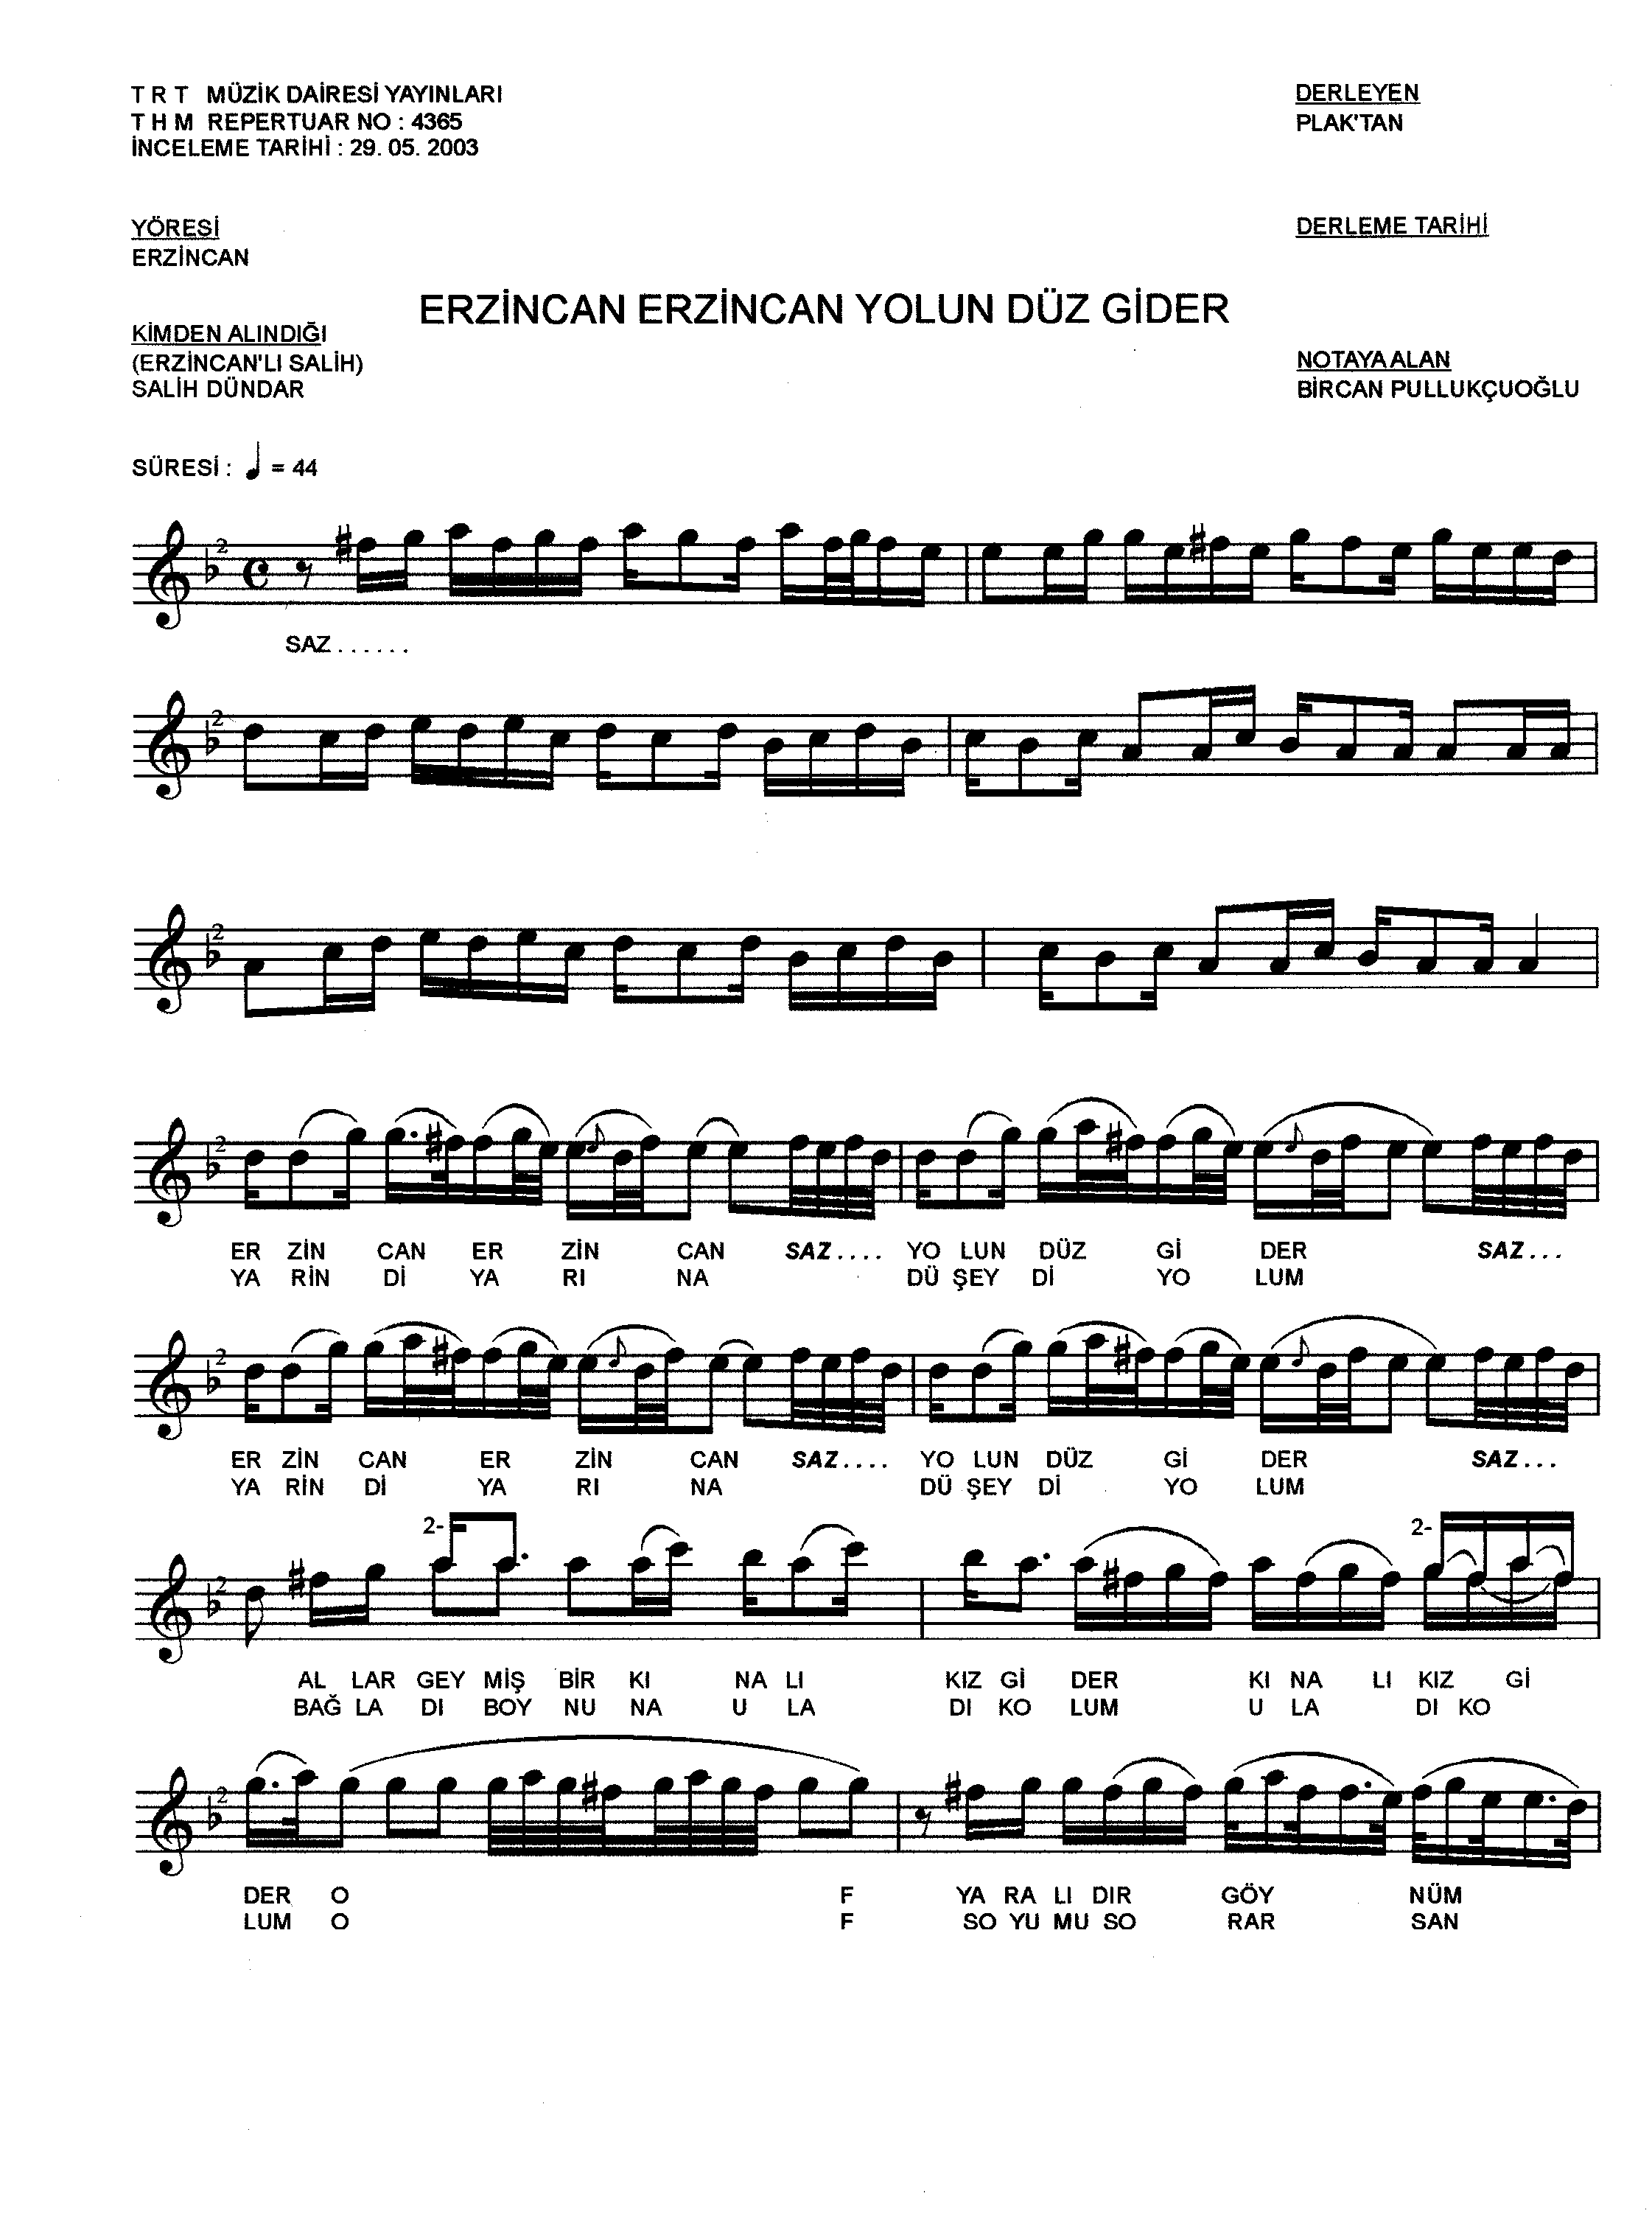 T R T MÜZİK DAİRESİ YAYINLARI
T H M REPERTUAR NO : 4365
İNCELEME TARİHİ : 29. 05. 2003
DERLEYEN
PLAK'TAN
YÖRESİ
ERZİNCAN
DERLEME TARİHİ
ERZİNCAN ERZİNCAN YOLUN DÜZ GİDER
KİMDEN ALINDIĞI
(ERZİNCAN'LI SALİH)
SALİH DÜNDAR
NOTAYA ALAN
BİRCAN PULLUKÇUOĞLU
SÜRESİ : ♩ = 44
2
SAZ . . . . . .
2
2
2
ER ZİN CAN ER ZİN CAN SAZ . . . . YO LUN DÜZ Gİ DER SAZ . . .
YA RİN Dİ YA RI NA DÜ ŞEY Dİ YO LUM
2
ER ZİN CAN ER ZİN CAN SAZ . . . . YO LUN DÜZ Gİ DER SAZ . . .
YA RİN Dİ YA RI NA DÜ ŞEY Dİ YO LUM
2- 2-
2
AL LAR GEY MİŞ BİR KI NA LI KIZ Gİ DER KI NA LI KIZ Gİ
BAĞ LA DI BOY NU NA U LA DI KO LUM U LA DI KO
2
DER O F YA RA LI DIR GÖY NÜM
LUM O F SO YU MU SO RAR SAN